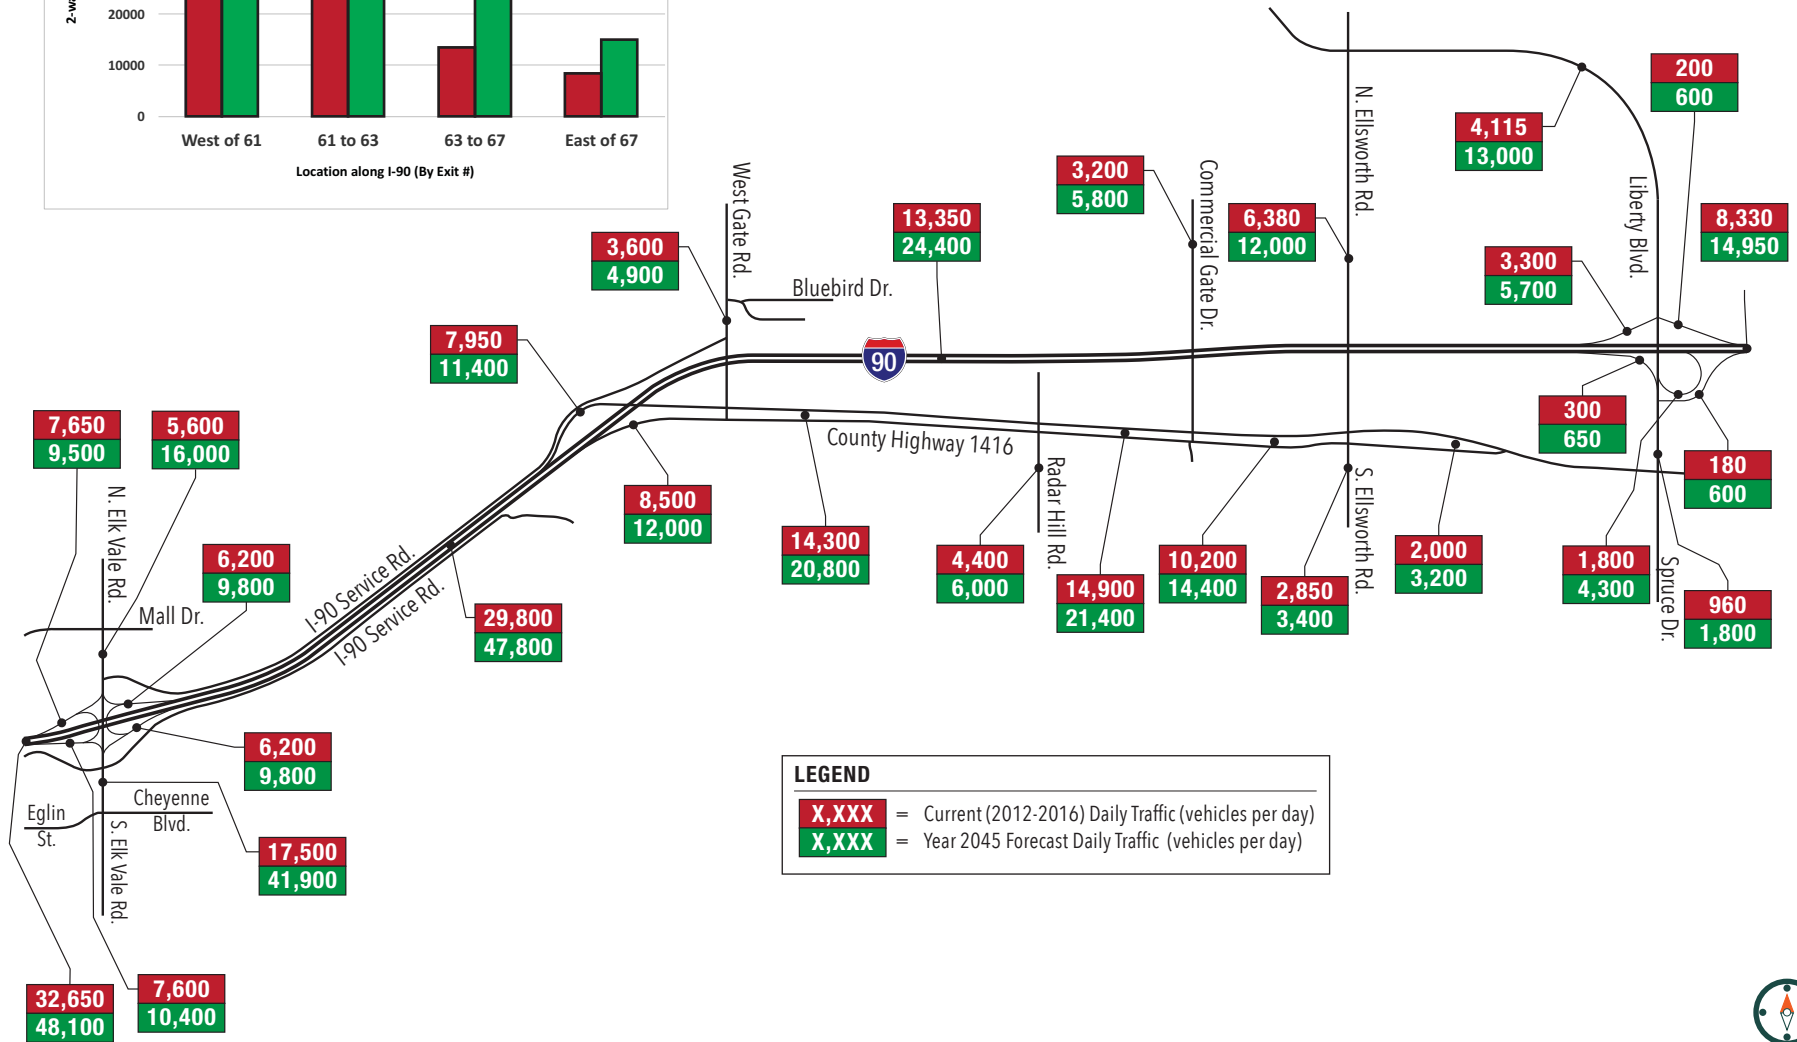 2-wa
20000
10000
0
West of 61
61 to 63
63 to 67
East of 67
Location along I-90 (By Exit #)
200
600
4,115
13,000
N. Ellsworth Rd.
Liberty Blvd.
3,200
5,800
Commercial Gate Dr.
West Gate Rd.
13,350
24,400
6,380
12,000
8,330
14,950
3,600
4,900
3,300
5,700
Bluebird Dr.
7,950
11,400
90
300
650
7,650
9,500
5,600
16,000
County Highway 1416
Radar Hill Rd.
S. Ellsworth Rd.
180
600
N. Elk Vale Rd.
8,500
12,000
14,300
20,800
4,400
6,000
14,900
21,400
10,200
14,400
2,850
3,400
2,000
3,200
1,800
4,300
Spruce Dr.
960
1,800
6,200
9,800
I-90 Service Rd.
I-90 Service Rd.
29,800
47,800
Mall Dr.
6,200
9,800
Eglin
St.
Cheyenne
Blvd.
S. Elk Vale Rd.
17,500
41,900
LEGEND
X,XXX = Current (2012-2016) Daily Traffic (vehicles per day)
X,XXX = Year 2045 Forecast Daily Traffic (vehicles per day)
32,650
48,100
7,600
10,400